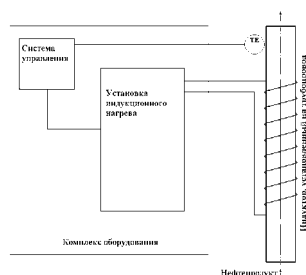 Система
управления
ТЕ
Установка
индукционного
нагрева
Индуктор, установленный на трубопровод
Комплекс оборудования
Нефтепродукт